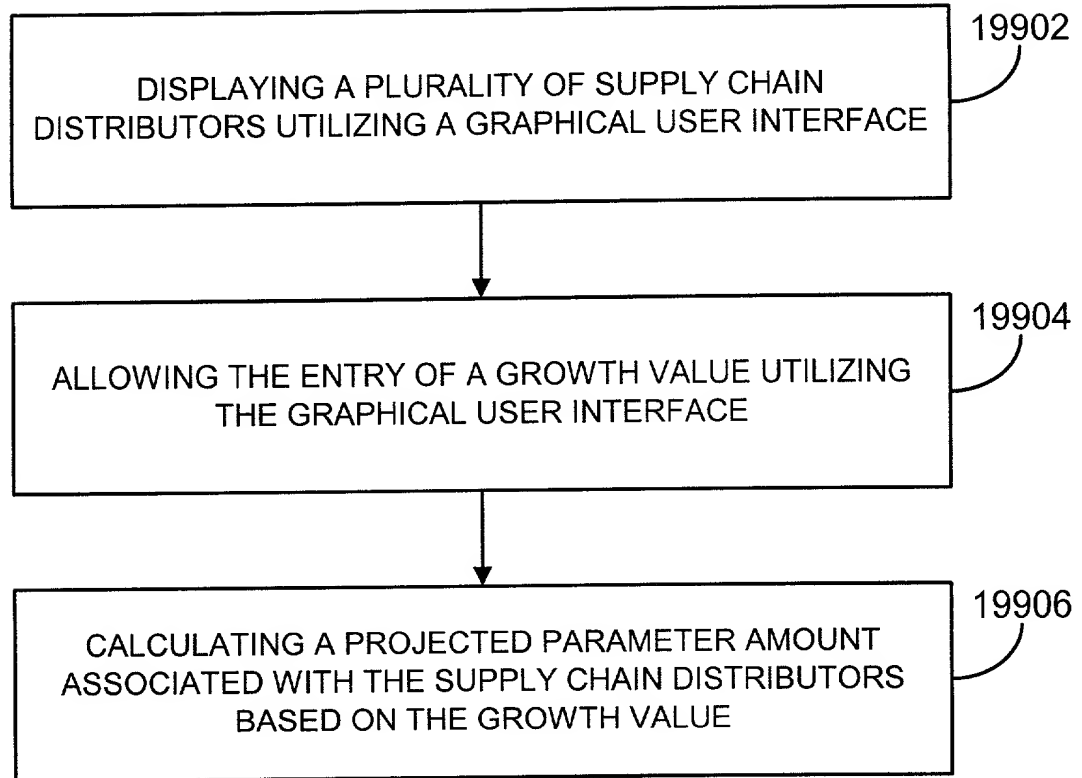 19902
DISPLAYING A PLURALITY OF SUPPLY CHAIN
DISTRIBUTORS UTILIZING A GRAPHICAL USER INTERFACE
19904
ALLOWING THE ENTRY OF A GROWTH VALUE UTILIZING
THE GRAPHICAL USER INTERFACE
19906
CALCULATING A PROJECTED PARAMETER AMOUNT
ASSOCIATED WITH THE SUPPLY CHAIN DISTRIBUTORS
BASED ON THE GROWTH VALUE